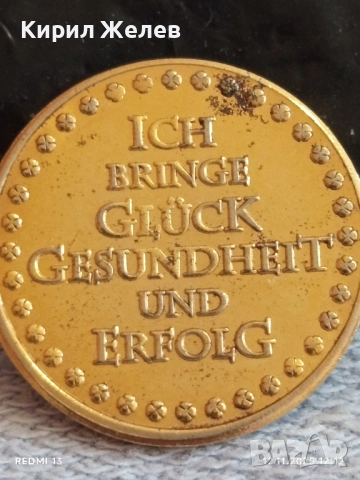 Кирил Желев
ICH
BRINGE
GLÜCK
GESUNDHEIT
UND
ERFOLG
REDMI 13